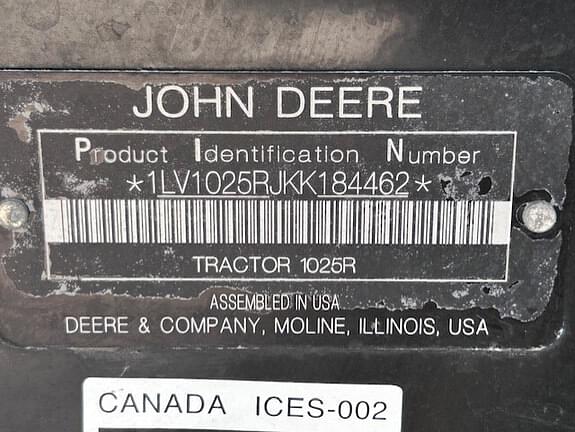 JOHN DEERE
Product Identification Number
*1LV1025RJKK184462*
TRACTOR 1025R
ASSEMBLED IN USA
DEERE & COMPANY, MOLINE, ILLINOIS, USA
CANADA ICES-002